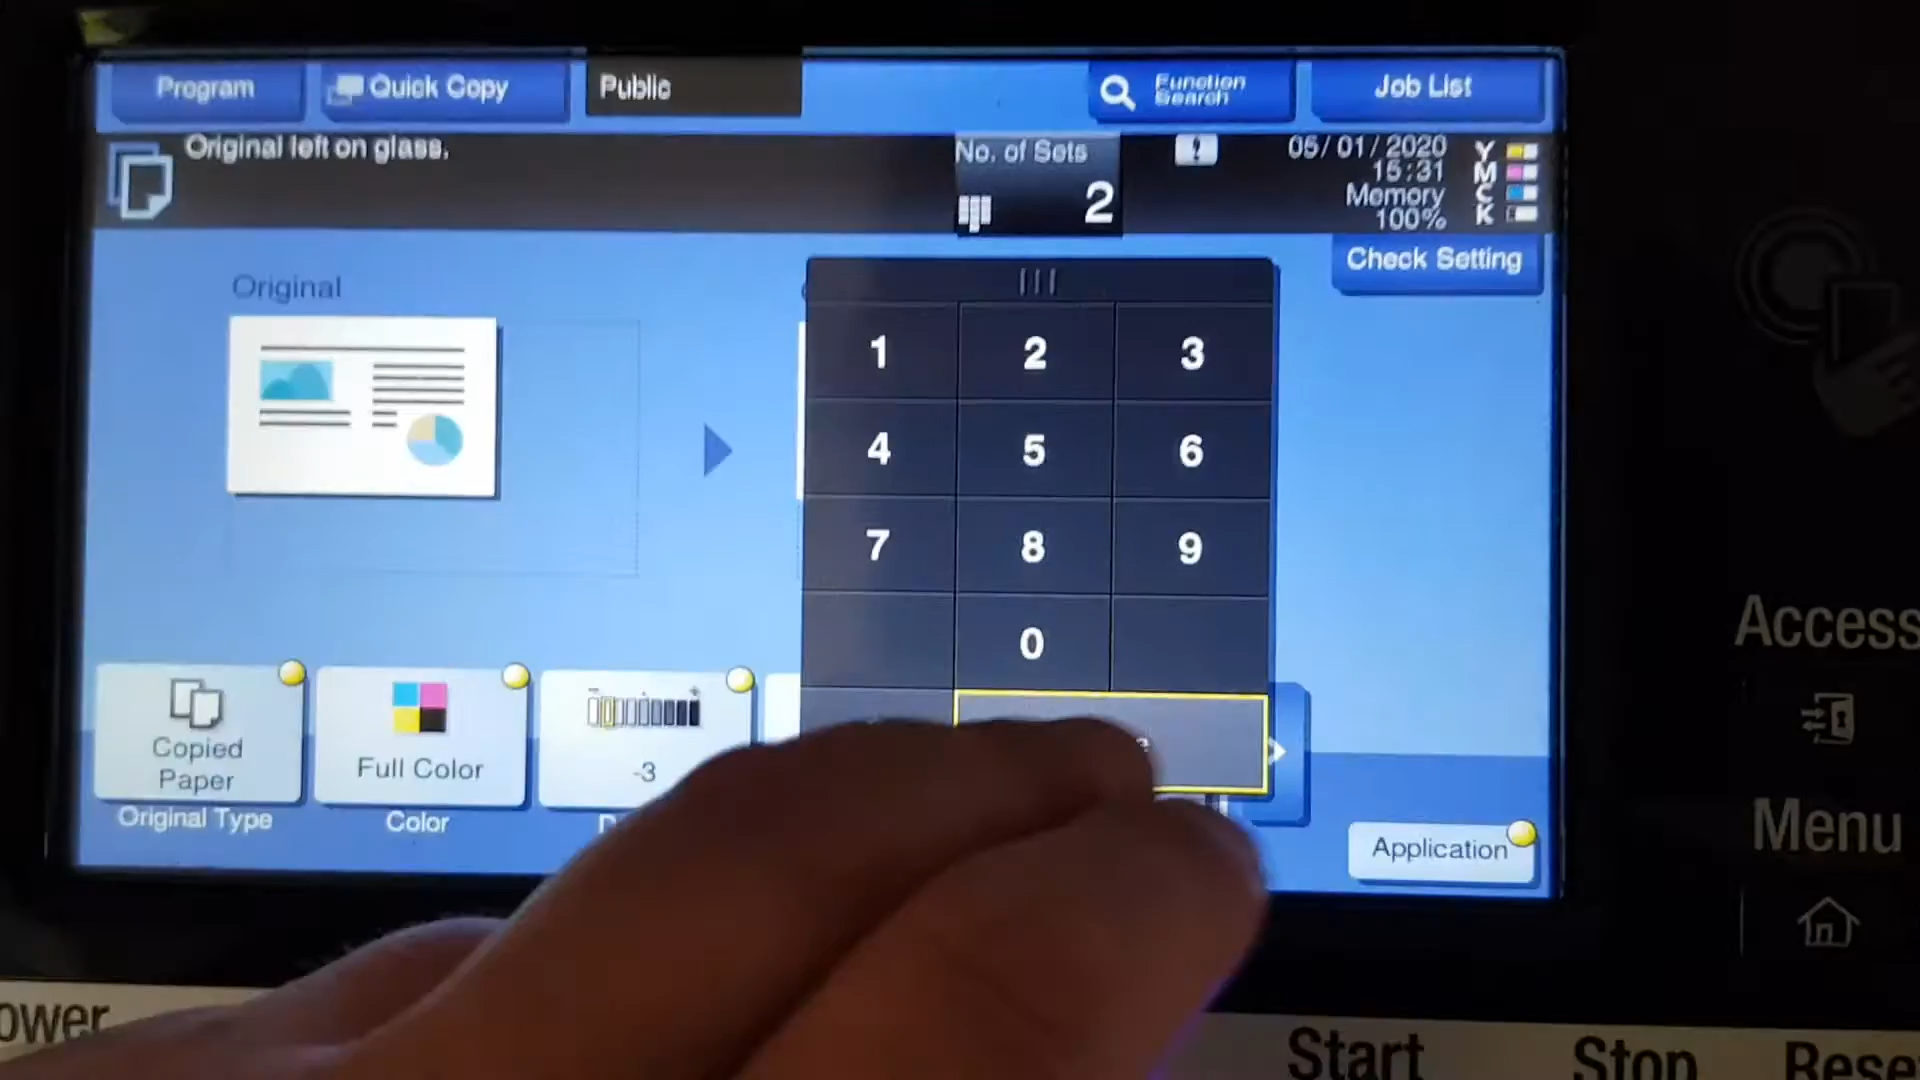 Program
Quick Copy
Public
Function
Search
Job List
Original left on glass.
No. of Sets
2
05/01/2020
15:31
Memory
100%
Y
M
C
K
Check Setting
Original
1 2 3
4 5 6
7 8 9
0
Copied
Paper
Original Type
Full Color
Color
- +
-3
Application
Access
Menu
Start
Stop